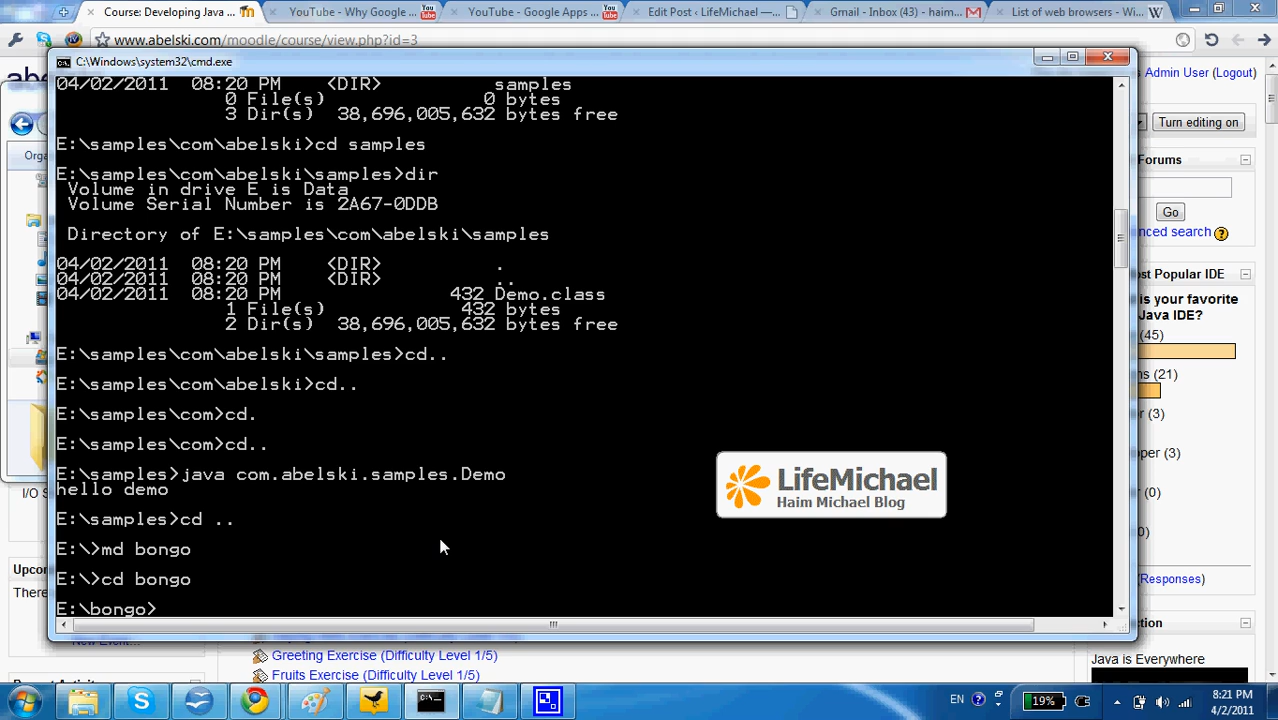 Course: Developing Java ...
YouTube - Why Google ...
YouTube - Google Apps ...
Edit Post ‹ LifeMichael —...
Gmail - Inbox (43) - haim...
List of web browsers - Wi...
www.abelski.com/moodle/course/view.php?id=3
Admin User (Logout)
C:\Windows\system32\cmd.exe
04/02/2011 08:20 PM <DIR> samples
0 File(s) 0 bytes
3 Dir(s) 38,696,005,632 bytes free
E:\samples\com\abelski>cd samples
E:\samples\com\abelski\samples>dir
Volume in drive E is Data
Volume Serial Number is 2A67-0DDB
Directory of E:\samples\com\abelski\samples
04/02/2011 08:20 PM <DIR> .
04/02/2011 08:20 PM <DIR> ..
04/02/2011 08:20 PM 432 Demo.class
1 File(s) 432 bytes
2 Dir(s) 38,696,005,632 bytes free
E:\samples\com\abelski\samples>cd..
E:\samples\com\abelski>cd..
E:\samples\com>cd.
E:\samples\com>cd..
E:\samples>java com.abelski.samples.Demo
hello demo
E:\samples>cd ..
E:\>md bongo
E:\>cd bongo
E:\bongo>
LifeMichael
Haim Michael Blog
Turn editing on
Forums
Go
nced search
ost Popular IDE
is your favorite
Java IDE?
(45)
ms (21)
er (3)
oper (3)
r (0)
(0)
(Responses)
ction
Java is Everywhere
Orga
I/O S
Upcon
There
Greeting Exercise (Difficulty Level 1/5)
Fruits Exercise (Difficulty Level 1/5)
EN
19%
8:21 PM
4/2/2011